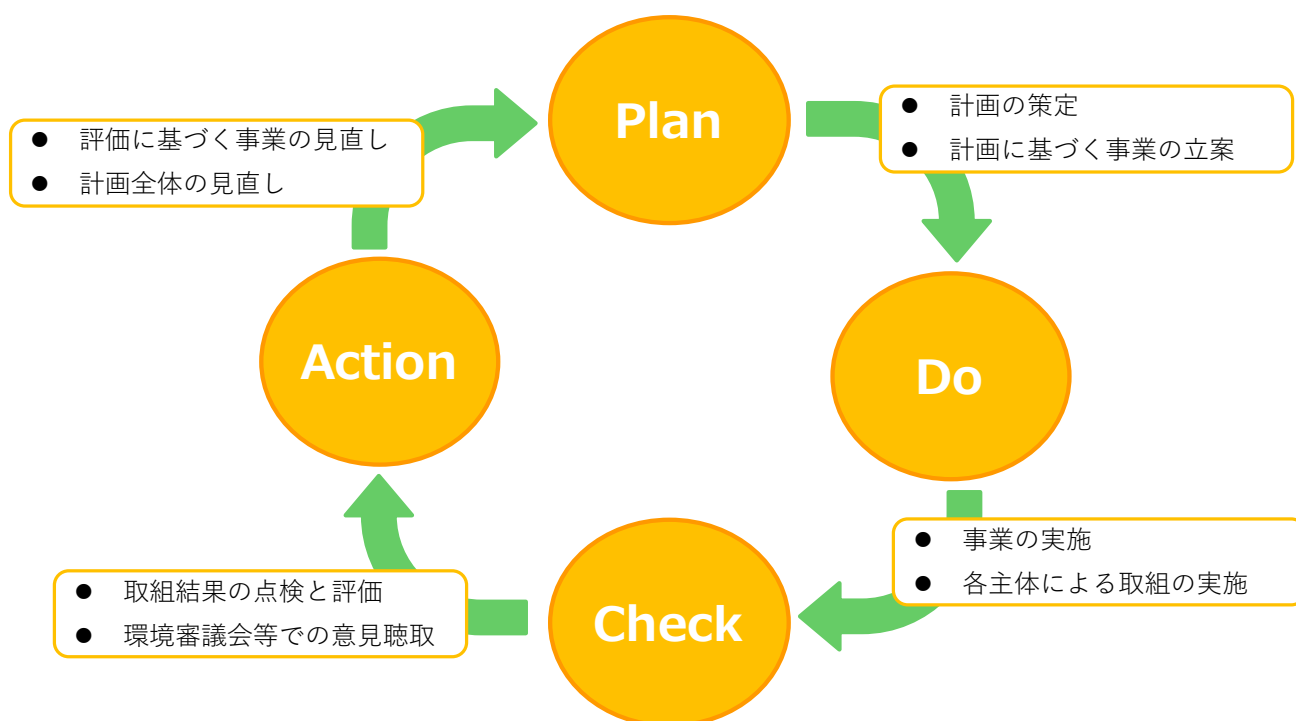 Plan
● 計画の策定
● 計画に基づく事業の立案
Do
● 事業の実施
● 各主体による取組の実施
Check
● 取組結果の点検と評価
● 環境審議会等での意見聴取
Action
● 評価に基づく事業の見直し
● 計画全体の見直し